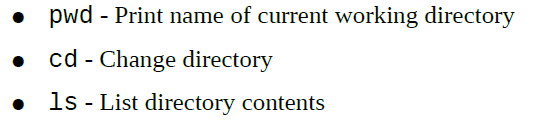 ● pwd - Print name of current working directory
● cd - Change directory
● ls - List directory contents